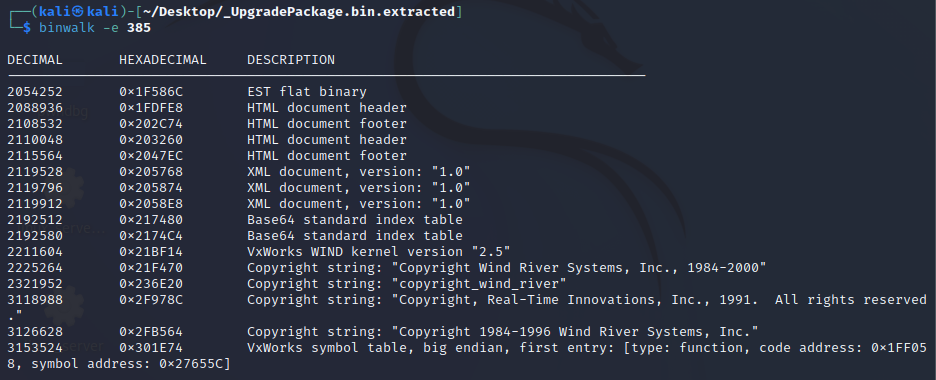 ┌──(kali㉿kali)-[~/Desktop/_UpgradePackage.bin.extracted]
└─$ binwalk -e 385
DECIMAL       HEXADECIMAL     DESCRIPTION
--------------------------------------------------------------------------------
2054252       0×1F586C        EST flat binary
2088936       0×1FDFE8        HTML document header
2108532       0×202C74        HTML document footer
2110048       0×203260        HTML document header
2115564       0×2047EC        HTML document footer
2119528       0×205768        XML document, version: "1.0"
2119796       0×205874        XML document, version: "1.0"
2119912       0×2058E8        XML document, version: "1.0"
2192512       0×217480        Base64 standard index table
2192580       0×2174C4        Base64 standard index table
2211604       0×21BF14        VxWorks WIND kernel version "2.5"
2225264       0×21F470        Copyright string: "Copyright Wind River Systems, Inc., 1984-2000"
2321952       0×236E20        Copyright string: "copyright_wind_river"
3118988       0×2F978C        Copyright string: "Copyright, Real-Time Innovations, Inc., 1991.  All rights reserved
."
3126628       0×2FB564        Copyright string: "Copyright 1984-1996 Wind River Systems, Inc."
3153524       0×301E74        VxWorks symbol table, big endian, first entry: [type: function, code address: 0×1FF05
8, symbol address: 0×27655C]